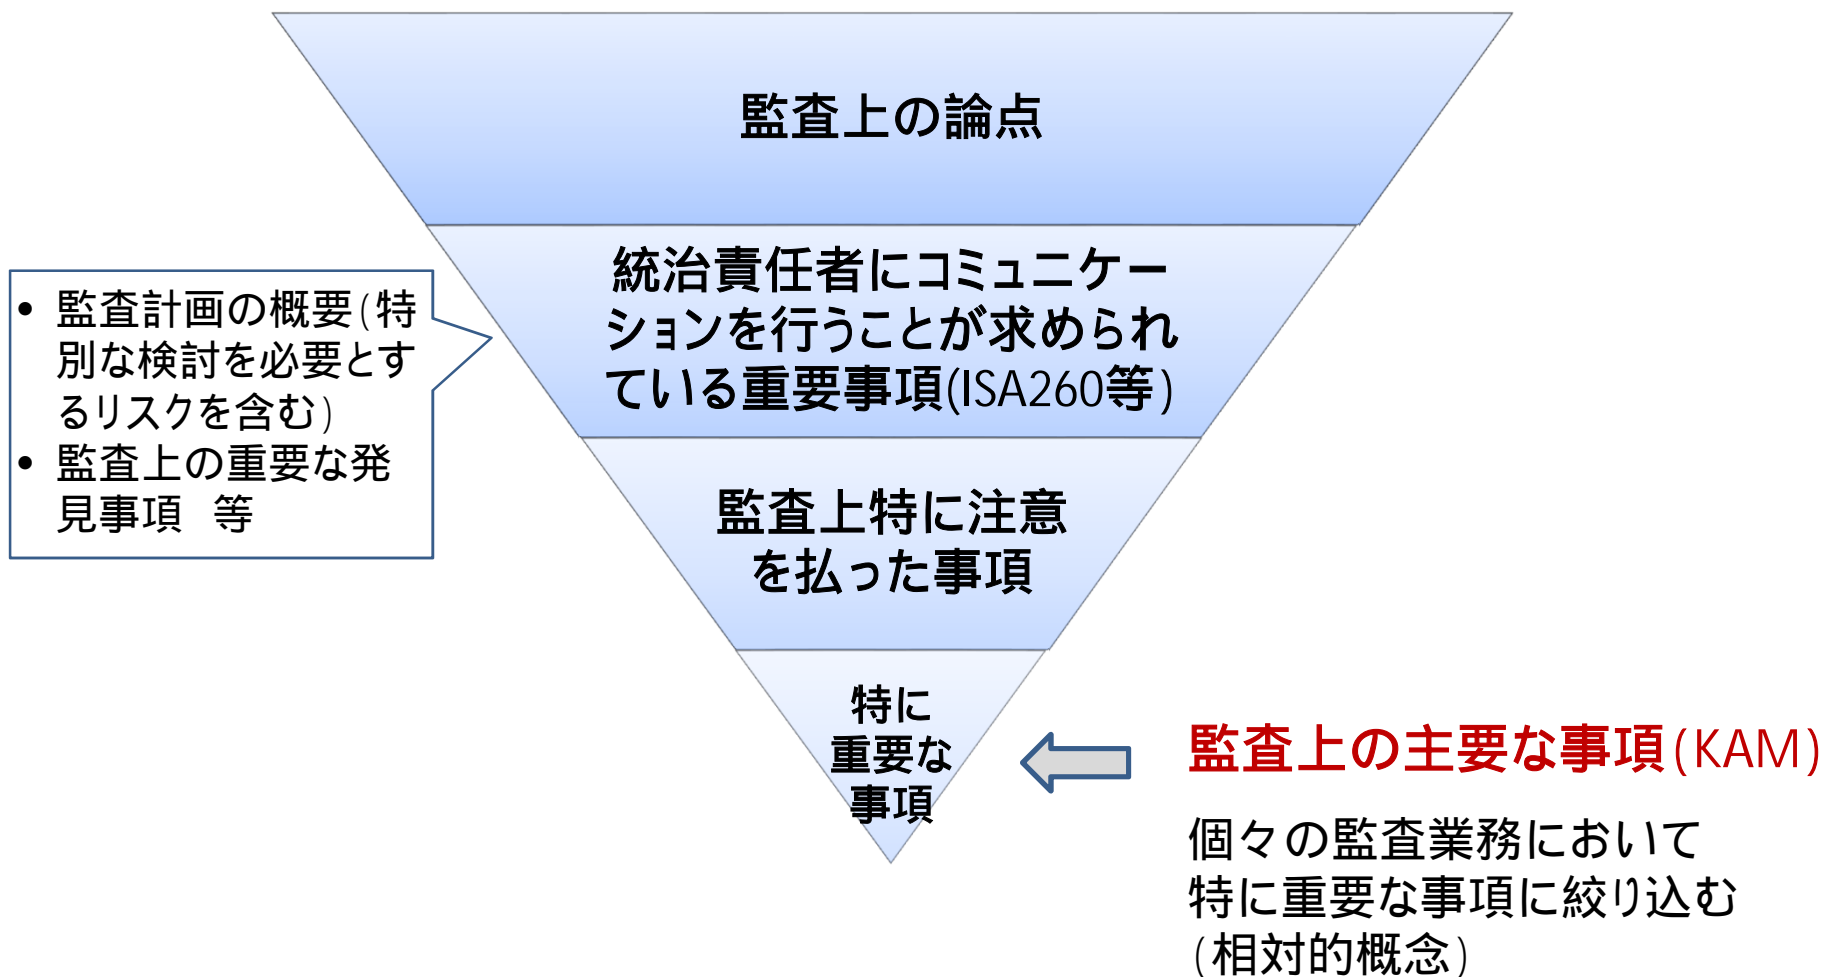 監査上の論点
統治責任者にコミュニケー
ションを行うことが求められ
ている重要事項(ISA260等)
• 監査計画の概要(特
別な検討を必要とす
るリスクを含む)
• 監査上の重要な発
見事項　等
監査上特に注意
を払った事項
特に
重要な
事項
監査上の主要な事項(KAM)
個々の監査業務において
特に重要な事項に絞り込む
(相対的概念)